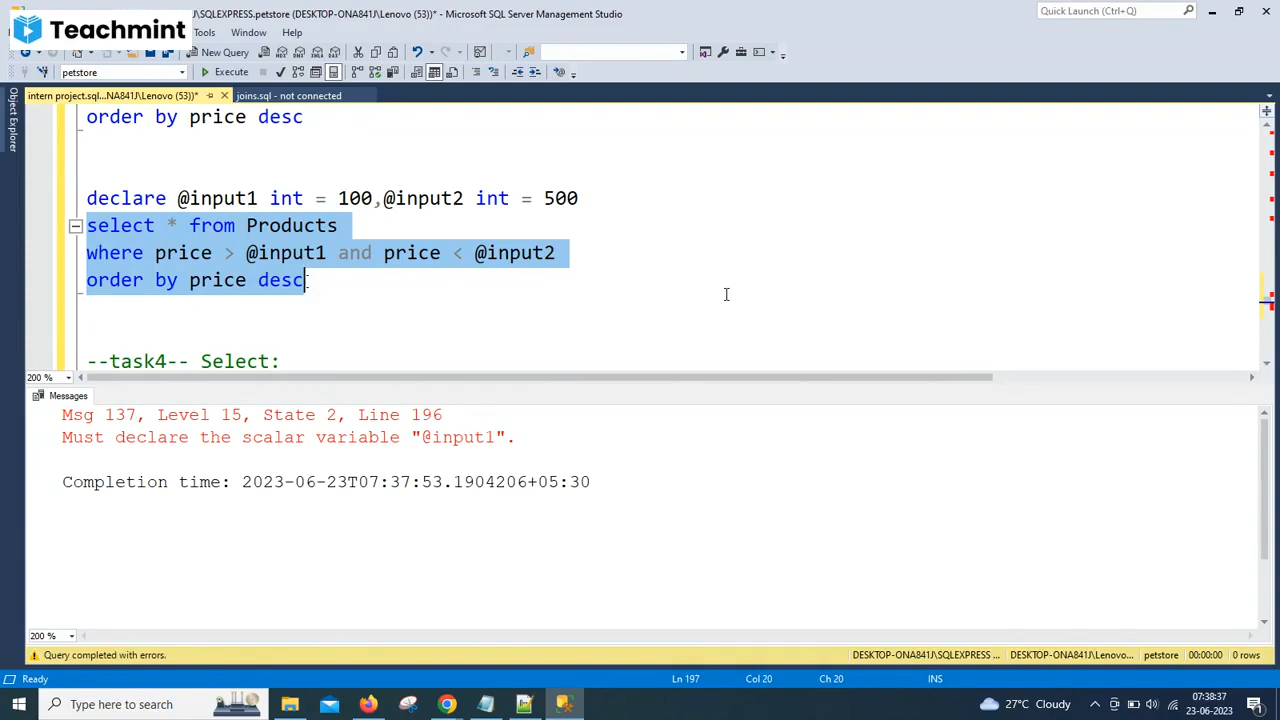 J\SQLEXPRESS.petstore (DESKTOP-ONA841J\Lenovo (53))* - Microsoft SQL Server Management Studio
Quick Launch (Ctrl+Q)
Teachmint
Tools Window Help
New Query
petstore
Execute
intern project.sql...NA841J\Lenovo (53))*
joins.sql - not connected
Object Explorer
order by price desc
declare @input1 int = 100,@input2 int = 500
select * from Products
where price > @input1 and price < @input2
order by price desc
--task4-- Select:
200 %
Messages
Msg 137, Level 15, State 2, Line 196
Must declare the scalar variable "@input1".
Completion time: 2023-06-23T07:37:53.1904206+05:30
200 %
Query completed with errors.
DESKTOP-ONA841J\SQLEXPRESS ...
DESKTOP-ONA841J\Lenovo...
petstore
00:00:00
0 rows
Ready
Ln 197
Col 20
Ch 20
INS
Type here to search
27°C Cloudy
07:38:37
23-06-2023